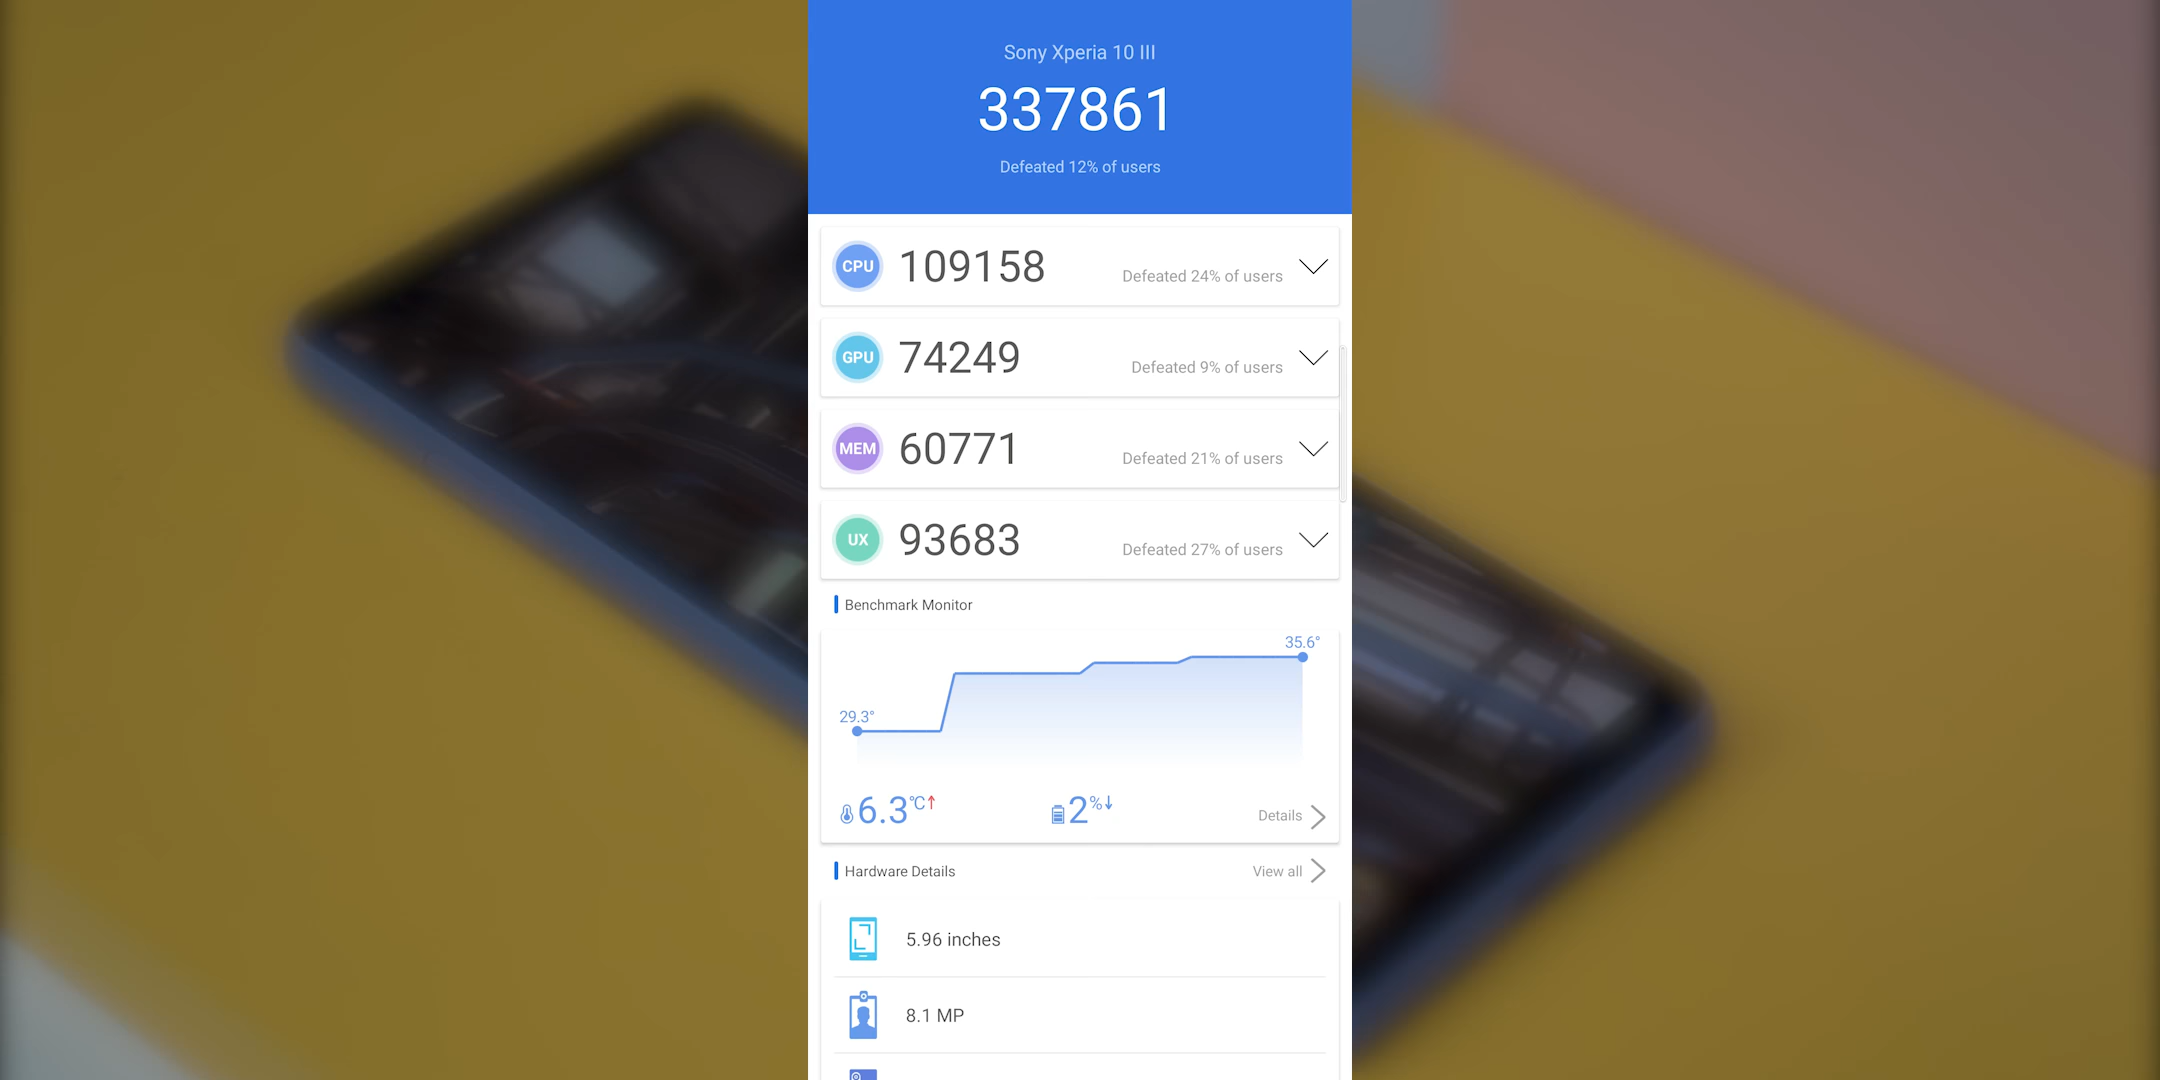 Sony Xperia 10 III
337861
Defeated 12% of users
CPU 109158 Defeated 24% of users
GPU 74249 Defeated 9% of users
MEM 60771 Defeated 21% of users
UX 93683 Defeated 27% of users
Benchmark Monitor
35.6°
29.3°
6.3°C↑ 2%↓ Details
Hardware Details View all
5.96 inches
8.1 MP